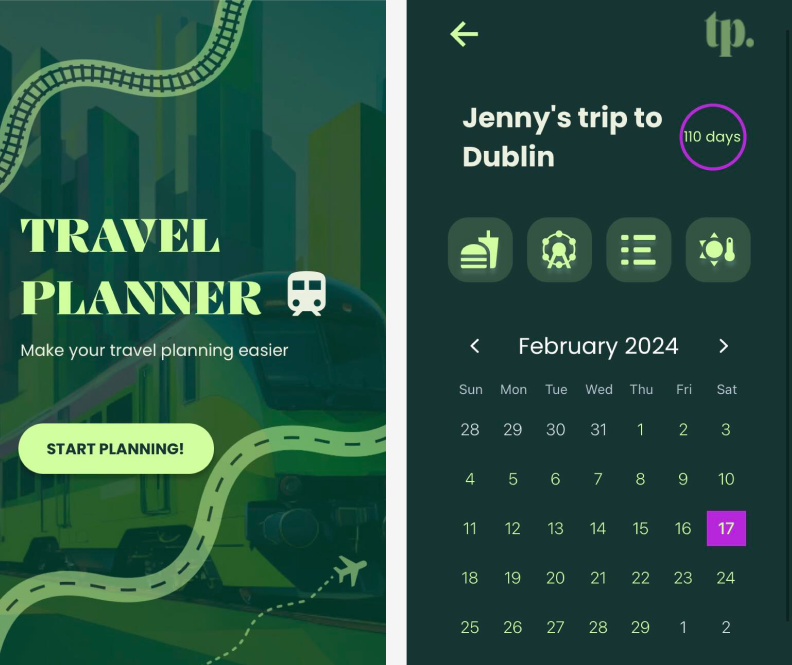 TRAVEL
PLANNER
Make your travel planning easier
START PLANNING!
tp.
Jenny's trip to
Dublin
110 days
February 2024
Sun Mon Tue Wed Thu Fri Sat
28 29 30 31 1 2 3
4 5 6 7 8 9 10
11 12 13 14 15 16 17
18 19 20 21 22 23 24
25 26 27 28 29 1 2